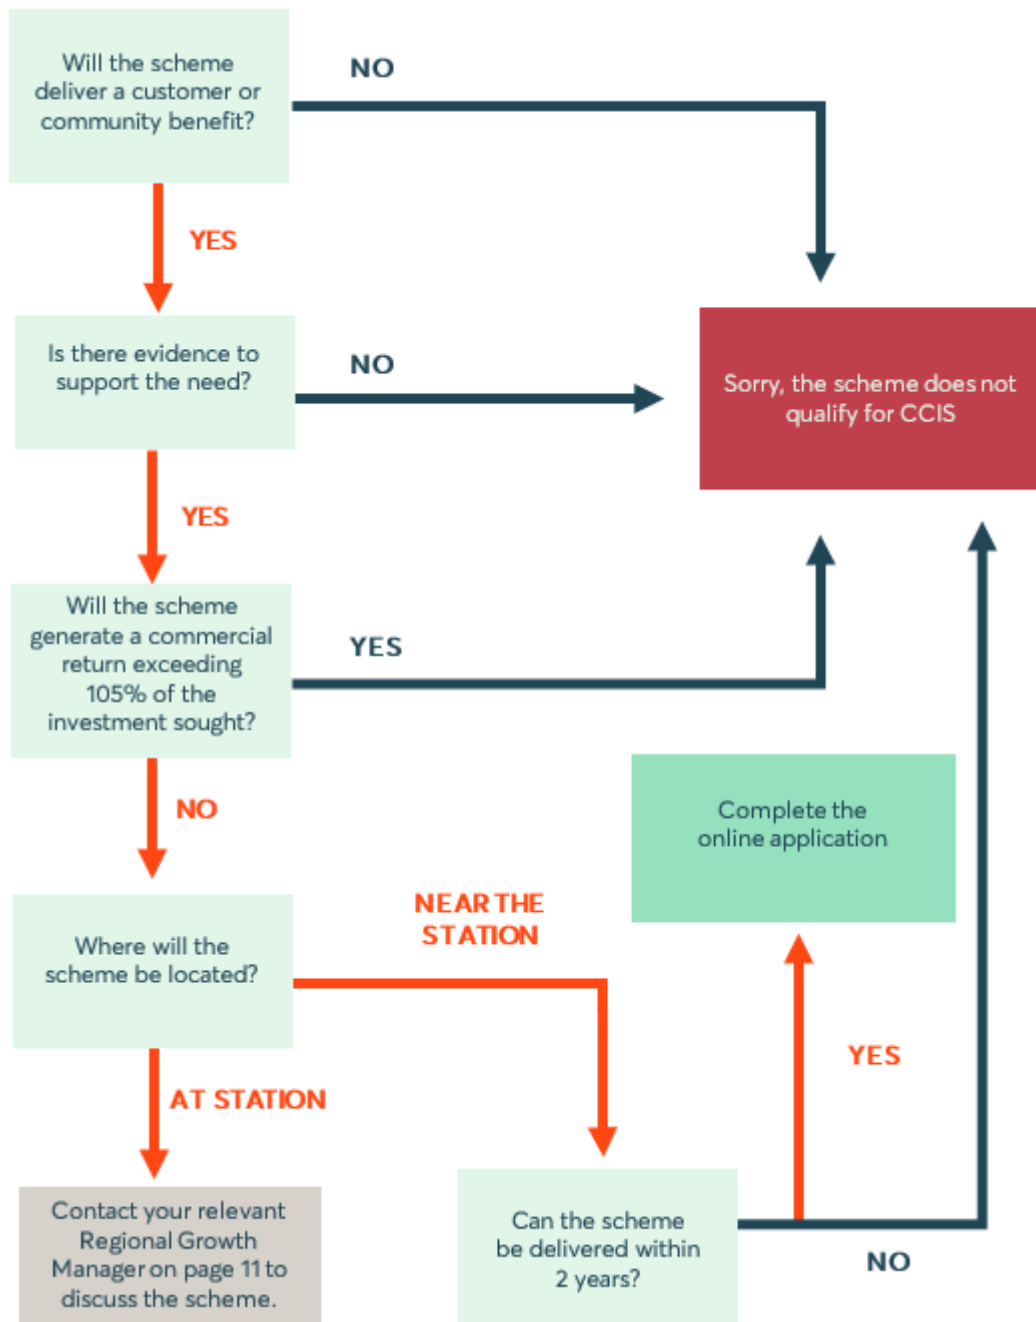 Will the scheme
deliver a customer or
community benefit?
NO
YES
Is there evidence to
support the need?
NO
Sorry, the scheme does not
qualify for CCIS
YES
Will the scheme
generate a commercial
return exceeding
105% of the
investment sought?
YES
NO
Complete the
online application
Where will the
scheme be located?
NEAR THE
STATION
YES
AT STATION
Contact your relevant
Regional Growth
Manager on page 11 to
discuss the scheme.
Can the scheme
be delivered within
2 years?
NO